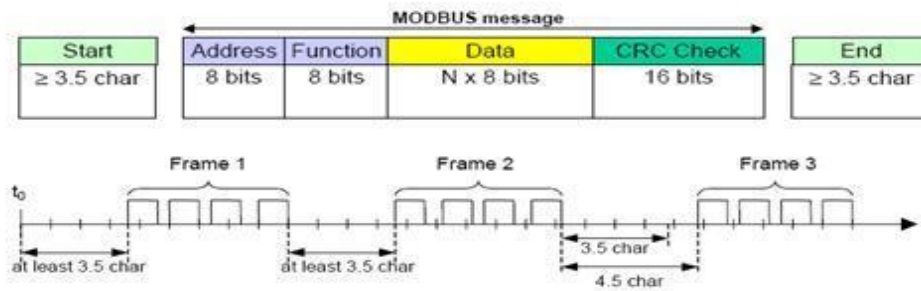 MODBUS message
Start Address Function Data CRC Check End
≥ 3.5 char 8 bits 8 bits N x 8 bits 16 bits ≥ 3.5 char
Frame 1 Frame 2 Frame 3
t0
3.5 char
at least 3.5 char at least 3.5 char
4.5 char